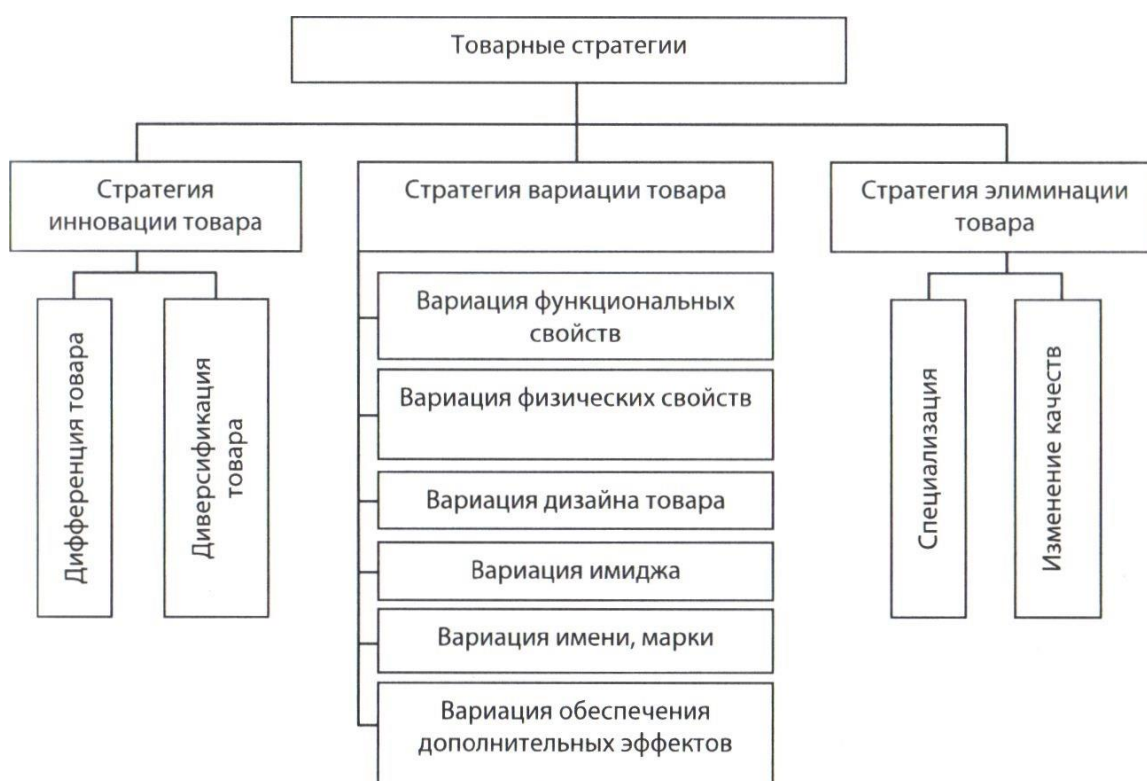 Товарные стратегии
Стратегия
инновации товара
Дифференция товара
Диверсификация
товара
Стратегия вариации товара
Вариация функциональных
свойств
Вариация физических свойств
Вариация дизайна товара
Вариация имиджа
Вариация имени, марки
Вариация обеспечения
дополнительных эффектов
Стратегия элиминации
товара
Специализация
Изменение качеств